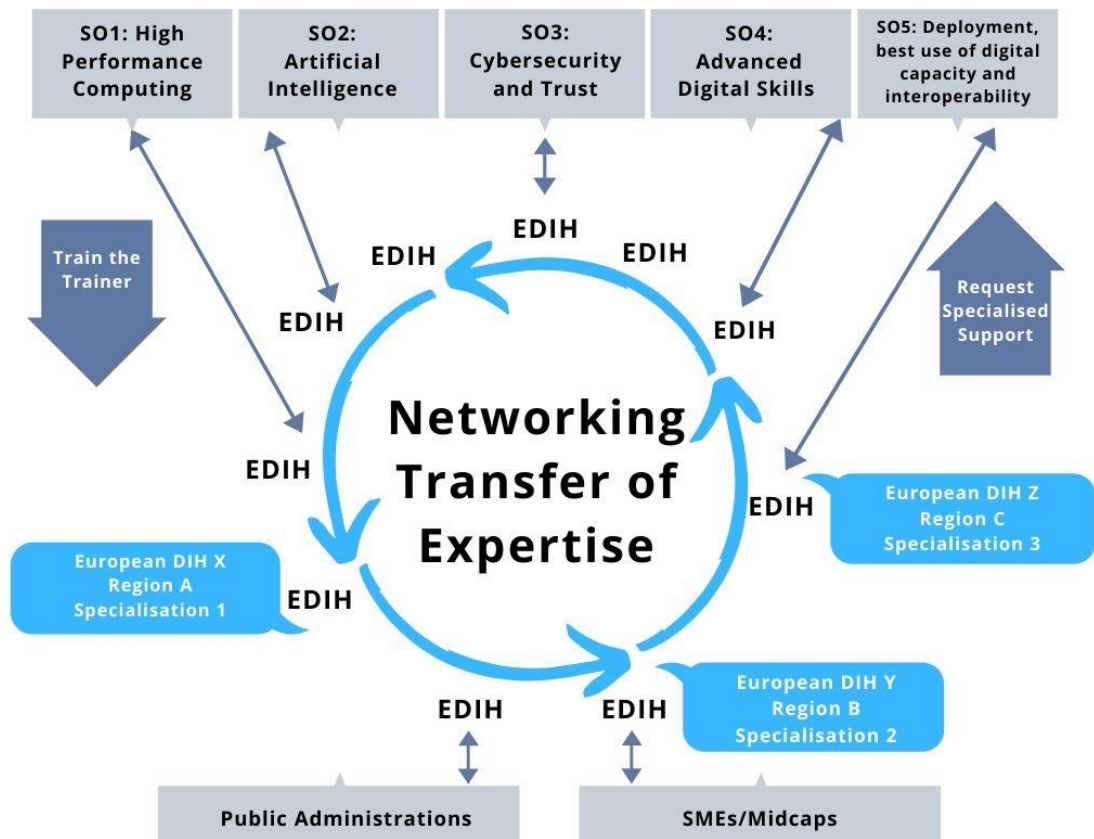 SO1: High
Performance
Computing
SO2:
Artificial
Intelligence
SO3:
Cybersecurity
and Trust
SO4:
Advanced
Digital Skills
SO5: Deployment,
best use of digital
capacity and
interoperability
Train the
Trainer
Request
Specialised
Support
EDIH
EDIH
EDIH
EDIH
EDIH
EDIH
EDIH
EDIH
EDIH
EDIH
Networking
Transfer of
Expertise
European DIH Z
Region C
Specialisation 3
European DIH X
Region A
Specialisation 1
European DIH Y
Region B
Specialisation 2
Public Administrations
SMEs/Midcaps